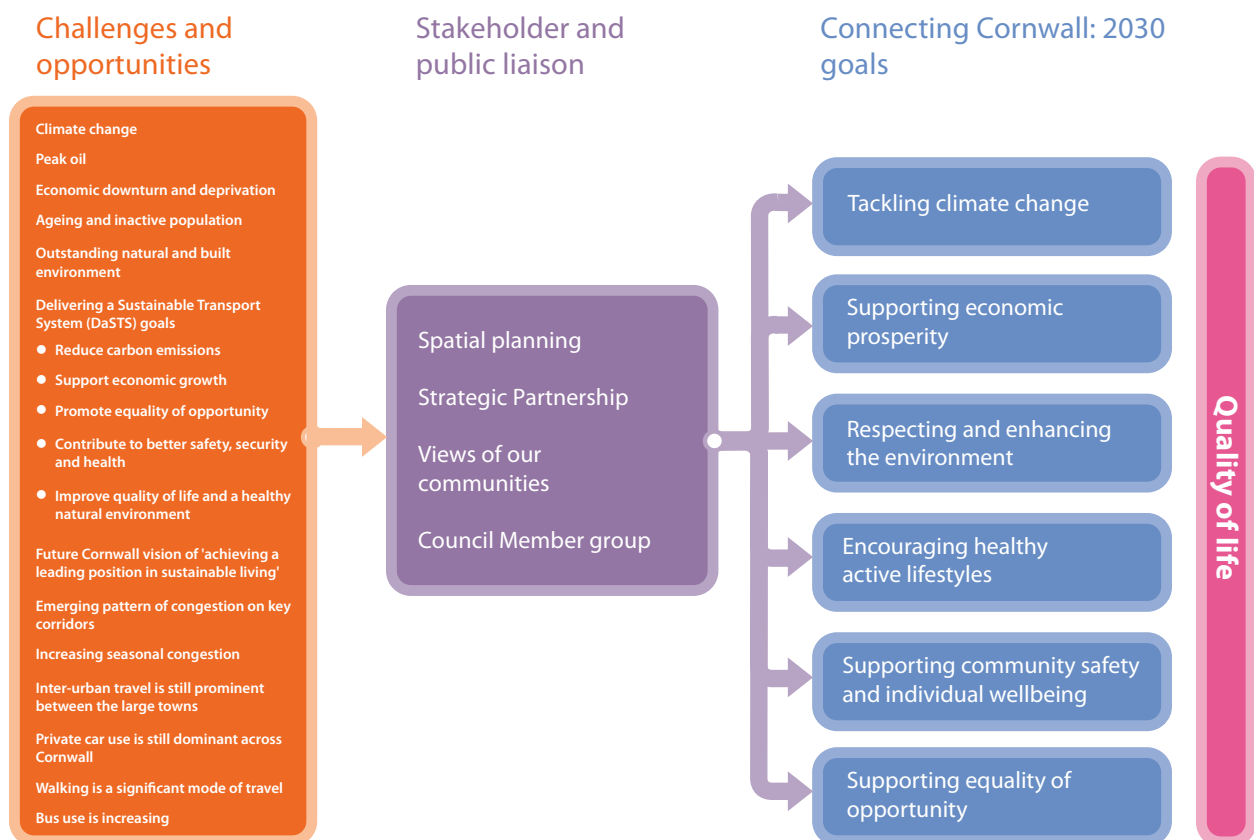 Challenges and
opportunities
Climate change
Peak oil
Economic downturn and deprivation
Ageing and inactive population
Outstanding natural and built
environment
Delivering a Sustainable Transport
System (DaSTS) goals
● Reduce carbon emissions
● Support economic growth
● Promote equality of opportunity
● Contribute to better safety, security
and health
● Improve quality of life and a healthy
natural environment
Future Cornwall vision of 'achieving a
leading position in sustainable living'
Emerging pattern of congestion on key
corridors
Increasing seasonal congestion
Inter-urban travel is still prominent
between the large towns
Private car use is still dominant across
Cornwall
Walking is a significant mode of travel
Bus use is increasing
Stakeholder and
public liaison
Spatial planning
Strategic Partnership
Views of our
communities
Council Member group
Connecting Cornwall: 2030
goals
Tackling climate change
Supporting economic
prosperity
Respecting and enhancing
the environment
Encouraging healthy
active lifestyles
Supporting community safety
and individual wellbeing
Supporting equality of
opportunity
Quality of life